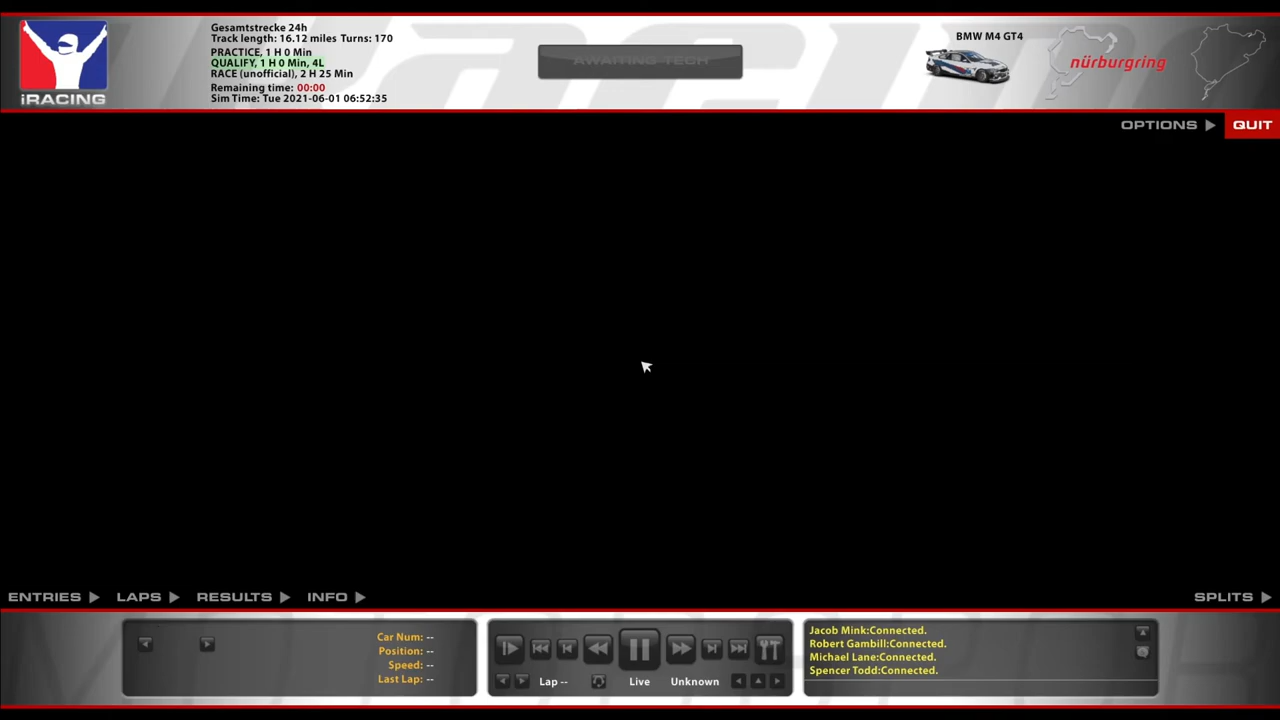 iRACING
Gesamtstrecke 24h
Track length: 16.12 miles Turns: 170
PRACTICE, 1 H 0 Min
QUALIFY, 1 H 0 Min, 4L
RACE (unofficial), 2 H 25 Min
Remaining time: 00:00
Sim Time: Tue 2021-06-01 06:52:35
AWAITING TECH
BMW M4 GT4
nürburgring
OPTIONS
QUIT
ENTRIES
LAPS
RESULTS
INFO
SPLITS
Car Num: --
Position: --
Speed: --
Last Lap: --
Lap --
Live
Unknown
Jacob Mink:Connected.
Robert Gambill:Connected.
Michael Lane:Connected.
Spencer Todd:Connected.